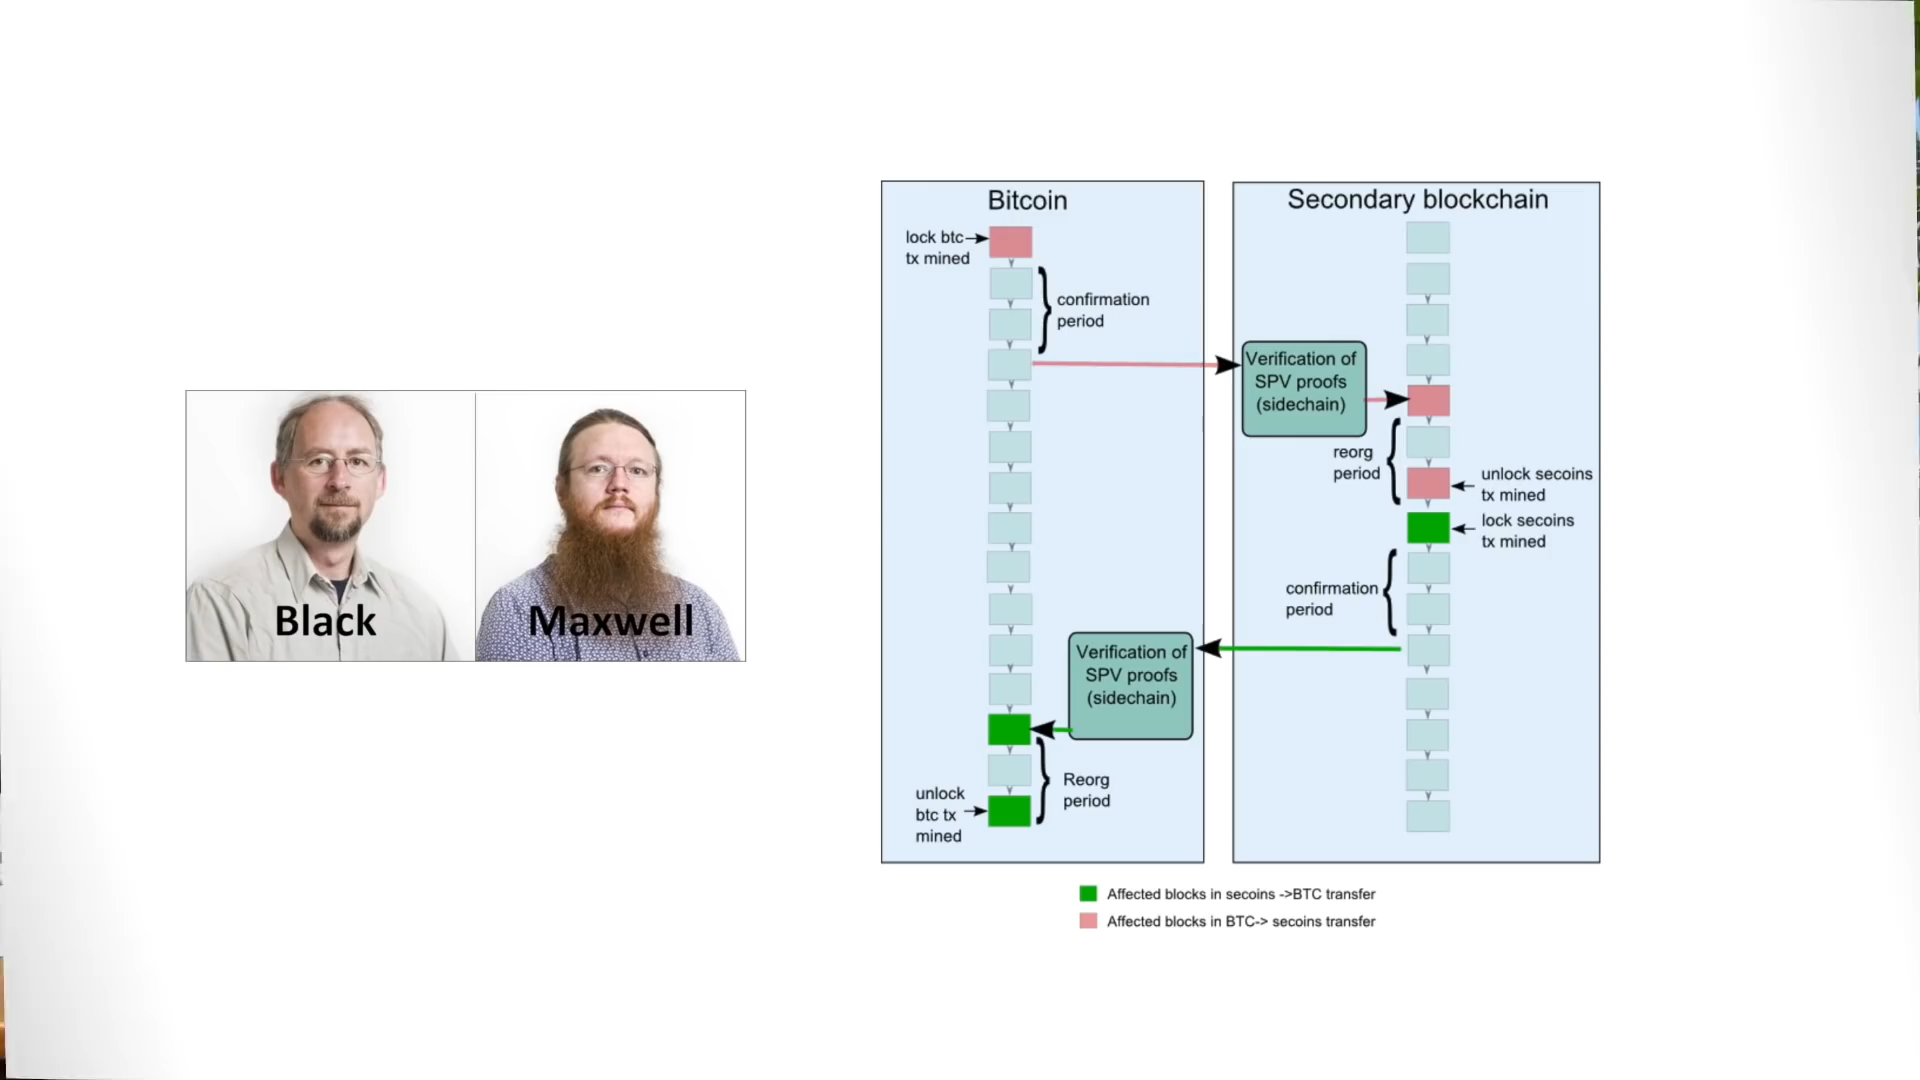 Black
Maxwell
Bitcoin
lock btc
tx mined
confirmation
period
Verification of
SPV proofs
(sidechain)
Reorg
period
unlock
btc tx
mined
Secondary blockchain
Verification of
SPV proofs
(sidechain)
reorg
period
unlock secoins
tx mined
lock secoins
tx mined
confirmation
period
Affected blocks in secoins ->BTC transfer
Affected blocks in BTC-> secoins transfer